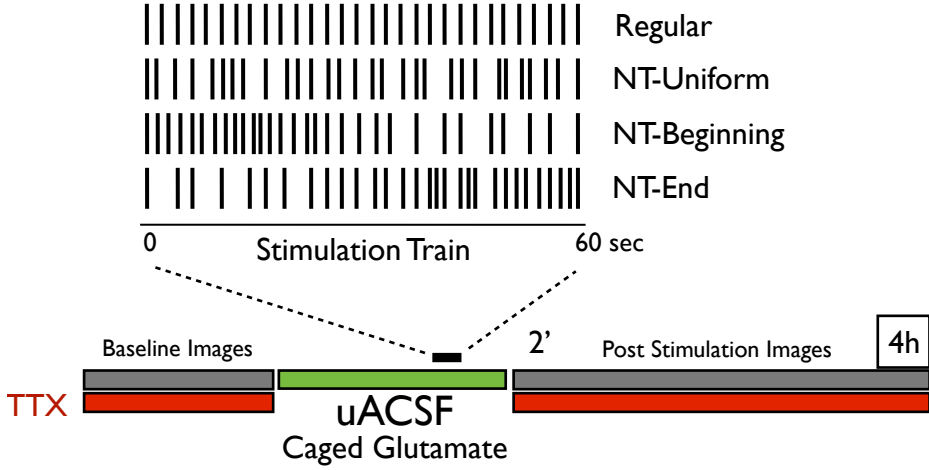 Regular
NT-Uniform
NT-Beginning
NT-End
0 60 sec
Stimulation Train
2’
Baseline Images Post Stimulation Images 4h
TTX
uACSF
Caged Glutamate